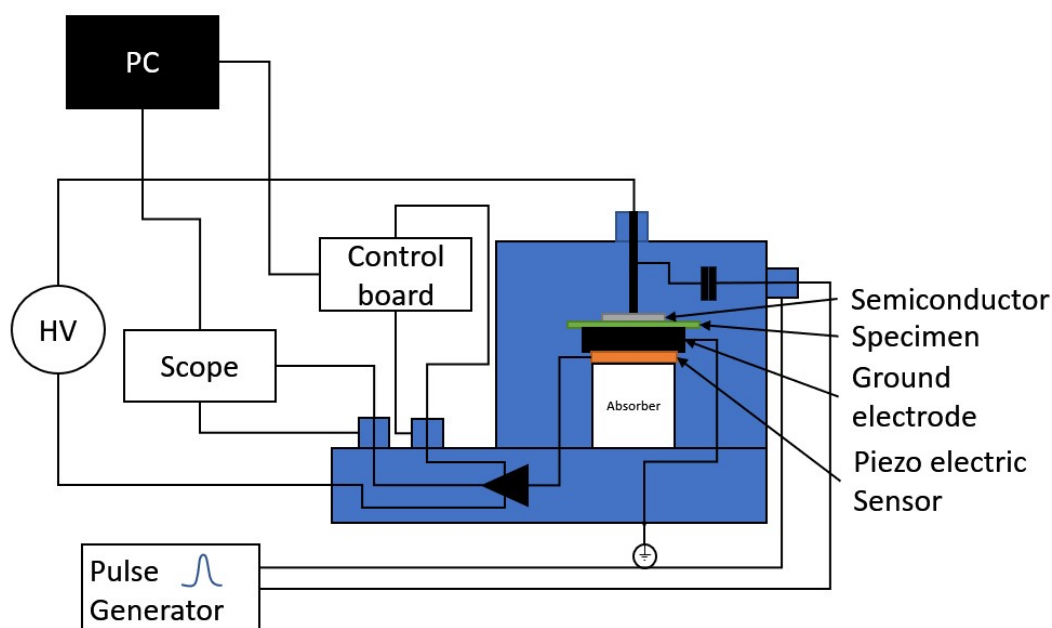 PC
Control
board
HV
Scope
Absorber
Semiconductor
Specimen
Ground
electrode
Piezo electric
Sensor
Pulse
Generator